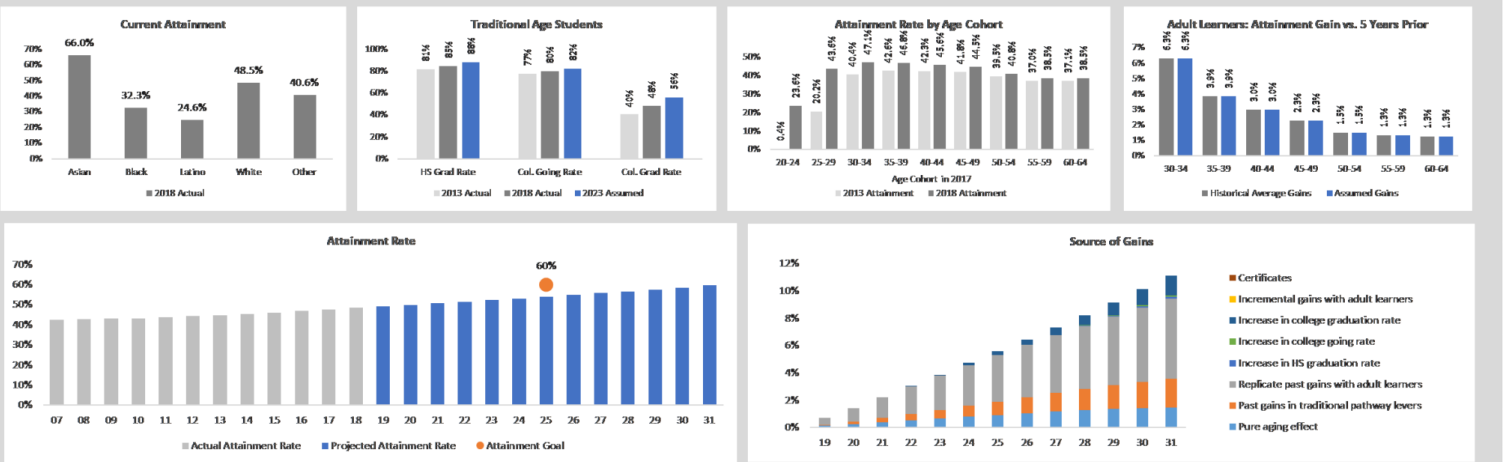 Current Attainment
70%
60%
50%
40%
30%
20%
10%
0%
66.0%
32.3%
24.6%
48.5%
40.6%
Asian Black Latino White Other
2018 Actual
Traditional Age Students
100%
80%
60%
40%
20%
0%
81% 85% 88%
77% 80% 82%
40% 48% 56%
HS Grad Rate Col. Going Rate Col. Grad Rate
2013 Actual 2018 Actual 2023 Assumed
Attainment Rate by Age Cohort
50%
40%
30%
20%
10%
0%
0.4% 23.6% 20.2% 43.6% 40.4% 47.1% 42.6% 46.8% 42.3% 45.6% 41.8% 44.5% 39.5% 40.8% 37.0% 38.5% 37.1% 38.5%
20-24 25-29 30-34 35-39 40-44 45-49 50-54 55-59 60-64
Age Cohort in 2017
2013 Attainment 2018 Attainment
Adult Learners: Attainment Gain vs. 5 Years Prior
7%
6%
5%
4%
3%
2%
1%
0%
6.3% 6.3% 3.9% 3.9% 3.0% 3.0% 2.3% 2.3% 1.5% 1.5% 1.3% 1.3% 1.3% 1.3%
30-34 35-39 40-44 45-49 50-54 55-59 60-64
Historical Average Gains Assumed Gains
Attainment Rate
70%
60%
50%
40%
30%
20%
10%
0%
60%
07 08 09 10 11 12 13 14 15 16 17 18 19 20 21 22 23 24 25 26 27 28 29 30 31
Actual Attainment Rate Projected Attainment Rate Attainment Goal
Source of Gains
12%
10%
8%
6%
4%
2%
0%
19 20 21 22 23 24 25 26 27 28 29 30 31
Certificates
Incremental gains with adult learners
Increase in college graduation rate
Increase in college going rate
Increase in HS graduation rate
Replicate past gains with adult learners
Past gains in traditional pathway levers
Pure aging effect